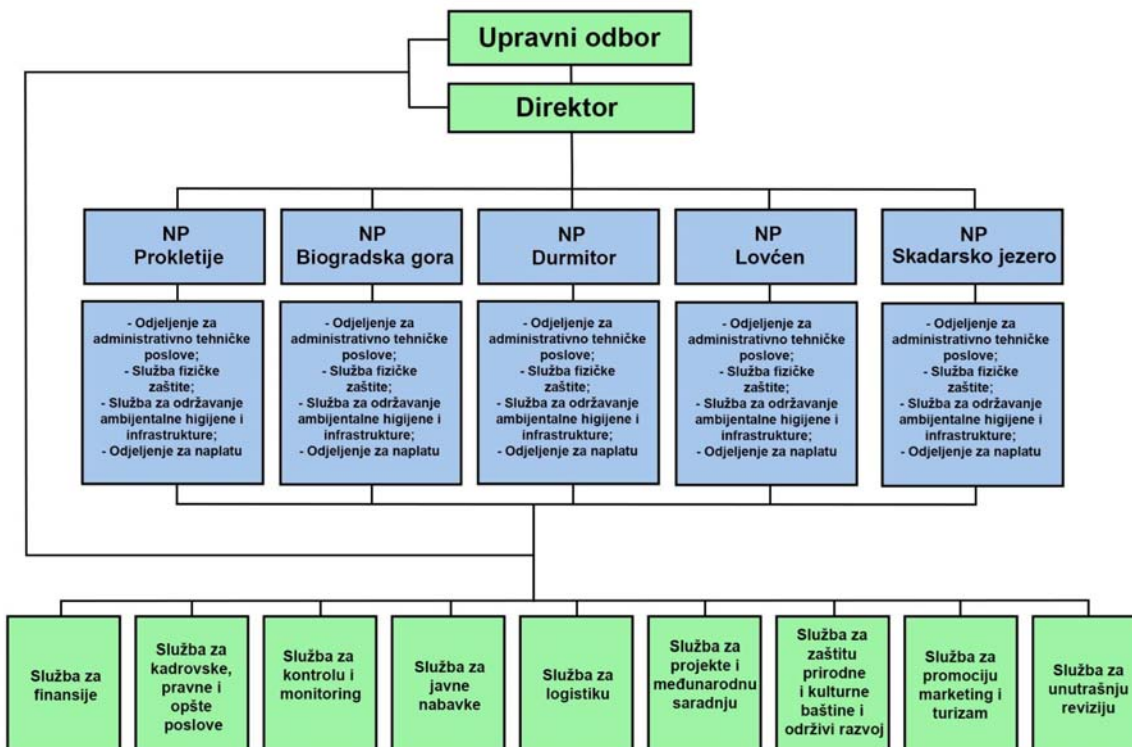 Upravni odbor
Direktor
NP
Prokletije
NP
Biogradska gora
NP
Durmitor
NP
Lovćen
NP
Skadarsko jezero
- Odjeljenje za
administrativno tehničke
poslove;
- Služba fizičke
zaštite;
- Služba za održavanje
ambijentalne higijene i
infrastrukture;
- Odjeljenje za naplatu
- Odjeljenje za
administrativno tehničke
poslove;
- Služba fizičke
zaštite;
- Služba za održavanje
ambijentalne higijene i
infrastrukture;
- Odjeljenje za naplatu
- Odjeljenje za
administrativno tehničke
poslove;
- Služba fizičke
zaštite;
- Služba za održavanje
ambijentalne higijene i
infrastrukture;
- Odjeljenje za naplatu
- Odjeljenje za
administrativno tehničke
poslove;
- Služba fizičke
zaštite;
- Služba za održavanje
ambijentalne higijene i
infrastrukture;
- Odjeljenje za naplatu
- Odjeljenje za
administrativno tehničke
poslove;
- Služba fizičke
zaštite;
- Služba za održavanje
ambijentalne higijene i
infrastrukture;
- Odjeljenje za naplatu
Služba za
finansije
Služba za
kadrovske,
pravne i
opšte
poslove
Služba za
kontrolu i
monitoring
Služba za
javne
nabavke
Služba za
logistiku
Služba za
projekte i
međunarodnu
saradnju
Služba za
zaštitu
prirodne
i kulturne
baštine i
održivi razvoj
Služba za
promociju
marketing i
turizam
Služba za
unutrašnju
reviziju